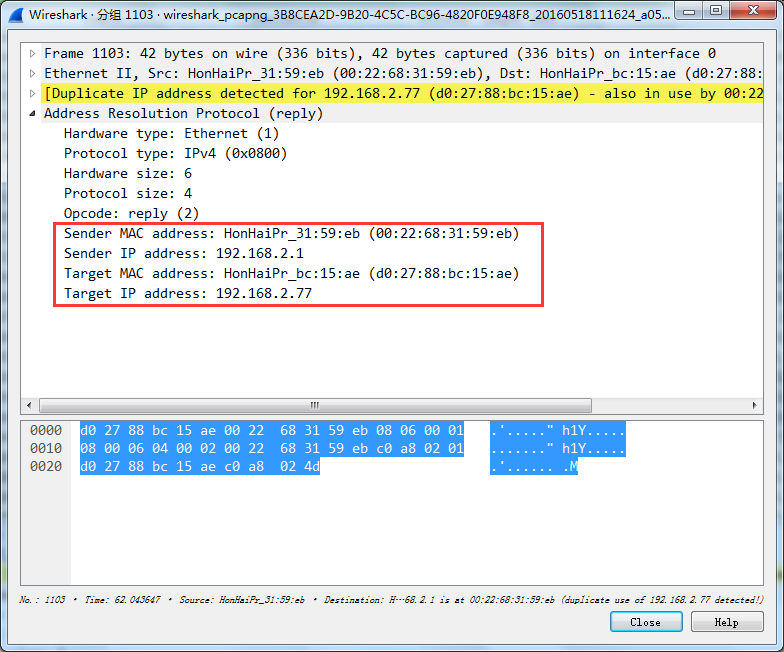 Wireshark · 分组 1103 · wireshark_pcapng_3B8CEA2D-9B20-4C5C-BC96-4820F0E948F8_20160518111624_a05...
Frame 1103: 42 bytes on wire (336 bits), 42 bytes captured (336 bits) on interface 0
Ethernet II, Src: HonHaiPr_31:59:eb (00:22:68:31:59:eb), Dst: HonHaiPr_bc:15:ae (d0:27:88:
[Duplicate IP address detected for 192.168.2.77 (d0:27:88:bc:15:ae) - also in use by 00:22
Address Resolution Protocol (reply)
Hardware type: Ethernet (1)
Protocol type: IPv4 (0x0800)
Hardware size: 6
Protocol size: 4
Opcode: reply (2)
Sender MAC address: HonHaiPr_31:59:eb (00:22:68:31:59:eb)
Sender IP address: 192.168.2.1
Target MAC address: HonHaiPr_bc:15:ae (d0:27:88:bc:15:ae)
Target IP address: 192.168.2.77
0000 d0 27 88 bc 15 ae 00 22 68 31 59 eb 08 06 00 01 .'....." h1Y.....
0010 08 00 06 04 00 02 00 22 68 31 59 eb c0 a8 02 01 ......." h1Y.....
0020 d0 27 88 bc 15 ae c0 a8 02 4d .'...... .M
No.: 1103 · Time: 62.043647 · Source: HonHaiPr_31:59:eb · Destination: H···68.2.1 is at 00:22:68:31:59:eb (duplicate use of 192.168.2.77 detected!)
Close Help